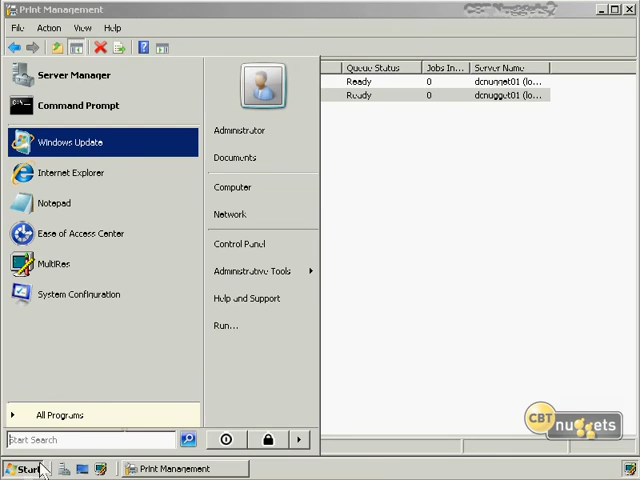 Print Management
CBT Nuggets
File Action View Help
Queue Status Jobs In... Server Name
Ready 0 dcnugget01 (lo...
Ready 0 dcnugget01 (lo...
Server Manager
Command Prompt
Windows Update
Internet Explorer
Notepad
Ease of Access Center
MultiRes
System Configuration
All Programs
Start Search
Administrator
Documents
Computer
Network
Control Panel
Administrative Tools
Help and Support
Run...
CBT nuggets
Start Print Management